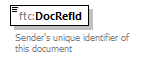 ftc:DocRefId
Sender's unique identifier of
this document